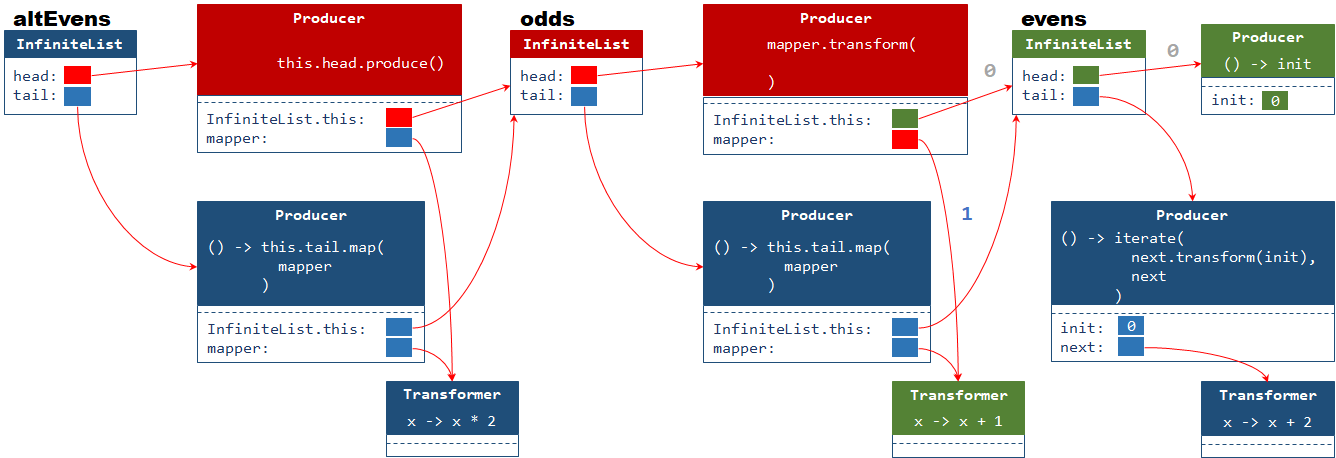 altEvens
InfiniteList
head:
tail:
Producer
this.head.produce()
InfiniteList.this:
mapper:
Producer
() -> this.tail.map(
mapper
)
InfiniteList.this:
mapper:
Transformer
x -> x * 2
odds
InfiniteList
head:
tail:
Producer
mapper.transform(
)
InfiniteList.this:
mapper:
Producer
() -> this.tail.map(
mapper
)
InfiniteList.this:
mapper:
0
1
Transformer
x -> x + 1
evens
InfiniteList
head:
tail:
0
Producer
() -> init
init: 0
Producer
() -> iterate(
next.transform(init),
next
)
init: 0
next:
Transformer
x -> x + 2